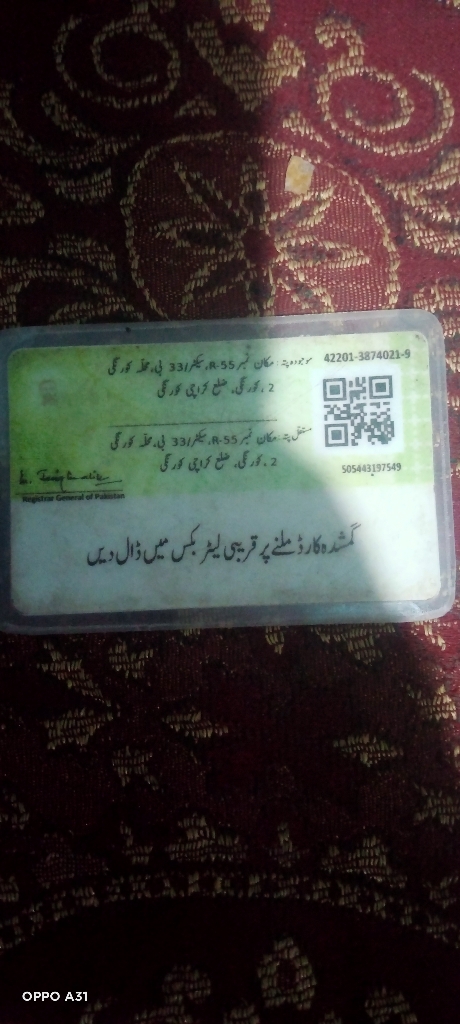 42201-3874021-9
موجودہ پتہ: مکان نمبر R-55، سیکٹر/33 بی، محلہ کورنگی
2، کورنگی، ضلع کراچی کورنگی
مستقل پتہ: مکان نمبر R-55، سیکٹر/33 بی، محلہ کورنگی
2، کورنگی، ضلع کراچی کورنگی
505443197549
Registrar General of Pakistan
گمشدہ کارڈ ملنے پر قریبی لیٹر بکس میں ڈال دیں
OPPO A31